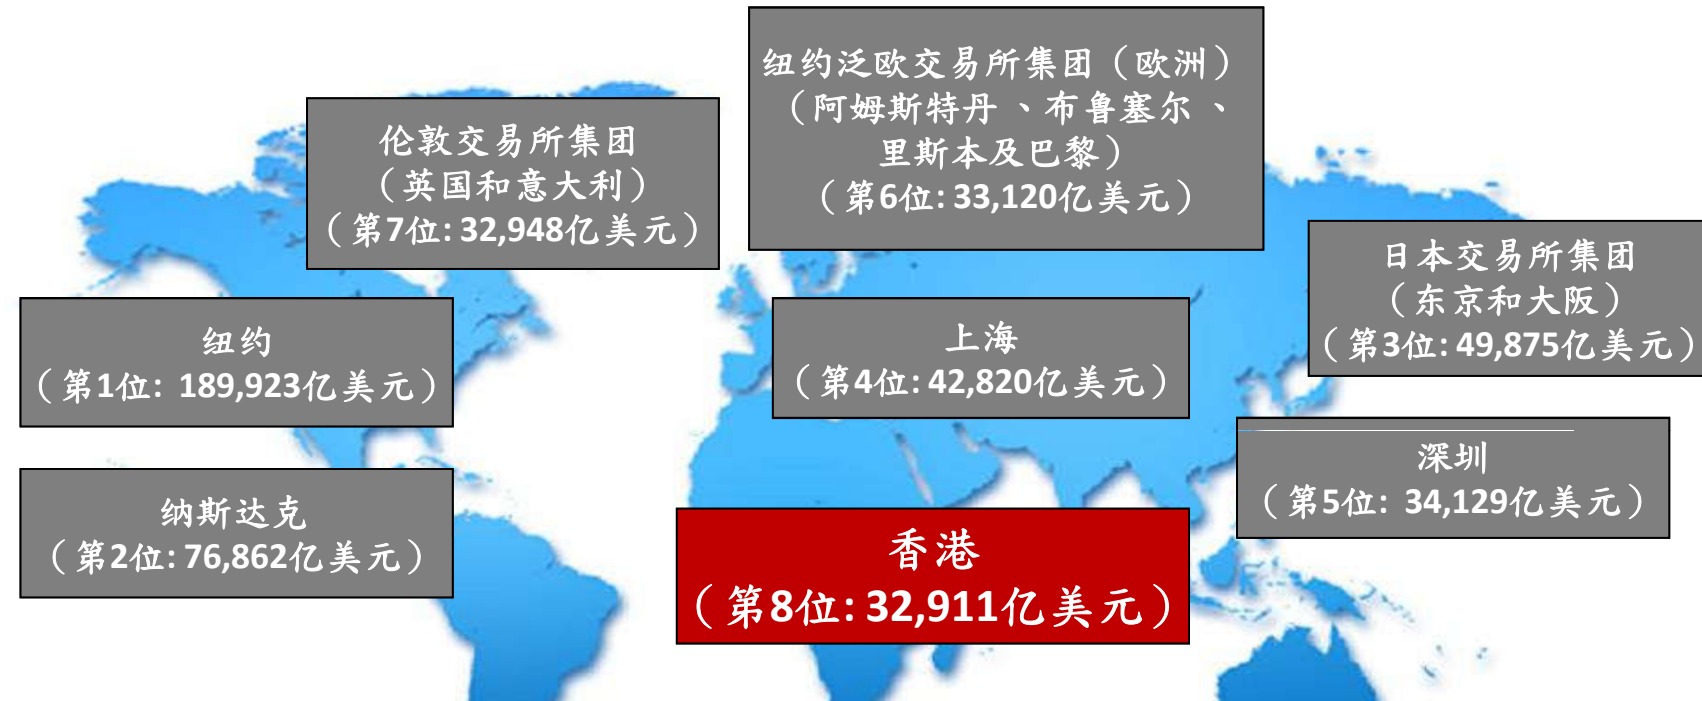 纽约泛欧交易所集团（欧洲）
（阿姆斯特丹、布鲁塞尔、
里斯本及巴黎）
（第6位: 33,120亿美元）
伦敦交易所集团
（英国和意大利）
（第7位: 32,948亿美元）
日本交易所集团
（东京和大阪）
（第3位: 49,875亿美元）
纽约
（第1位: 189,923亿美元）
上海
（第4位: 42,820亿美元）
深圳
（第5位: 34,129亿美元）
纳斯达克
（第2位: 76,862亿美元）
香港
（第8位: 32,911亿美元）